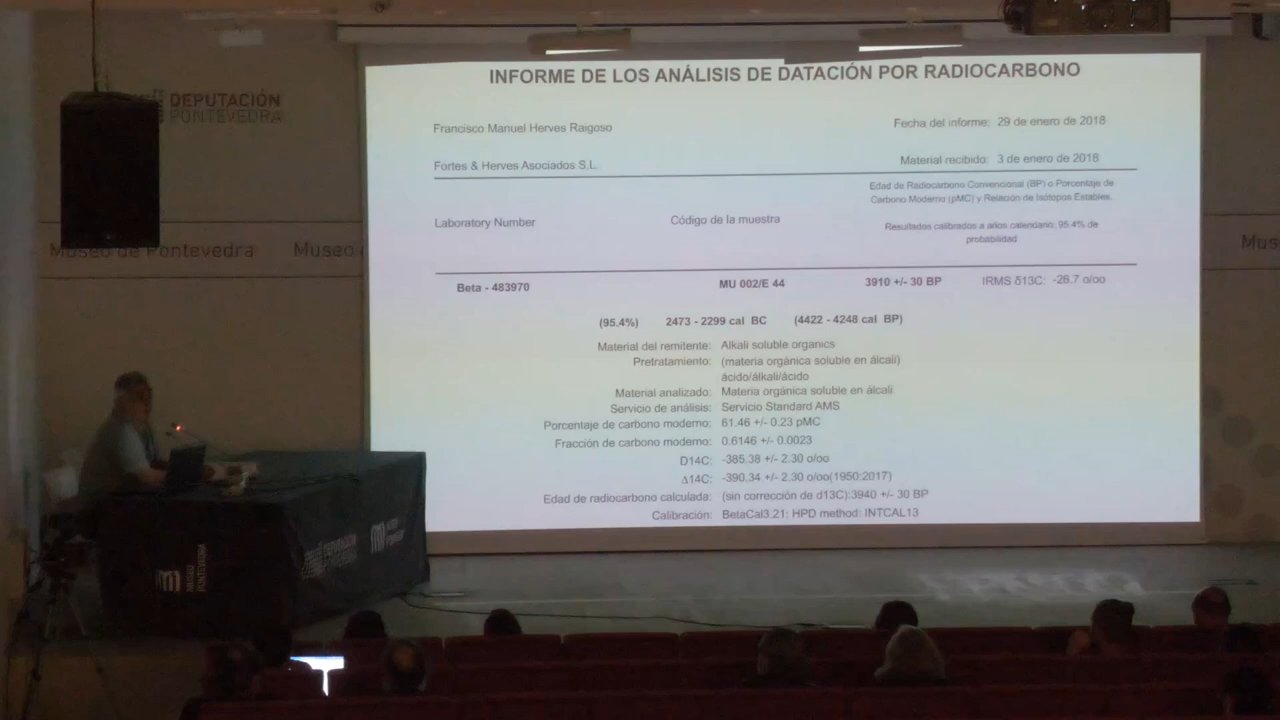 INFORME DE LOS ANÁLISIS DE DATACIÓN POR RADIOCARBONO
Francisco Manuel Herves Raigoso
Fecha del informe: 29 de enero de 2018
Fortes & Herves Asociados S.L.
Material recibido: 3 de enero de 2018
Edad de Radiocarbono Convencional (BP) o Porcentaje de
Carbono Moderno (pMC) y Relación de Isótopos Estables.
Laboratory Number
Código de la muestra
Resultados calibrados a años calendario: 95.4% de
probabilidad
Beta - 483970 MU 002/E 44 3910 +/- 30 BP IRMS δ13C: -26.7 o/oo
(95.4%) 2473 - 2299 cal BC (4422 - 4248 cal BP)
Material del remitente: Alkali soluble organics
Pretratamiento: (materia orgánica soluble en álcali)
ácido/álkali/ácido
Material analizado: Materia orgánica soluble en álcali
Servicio de análisis: Servicio Standard AMS
Porcentaje de carbono moderno: 61.46 +/- 0.23 pMC
Fracción de carbono moderno: 0.6146 +/- 0.0023
D14C: -385.38 +/- 2.30 o/oo
Δ14C: -390.34 +/- 2.30 o/oo(1950:2017)
Edad de radiocarbono calculada: (sin corrección de d13C):3940 +/- 30 BP
Calibración: BetaCal3.21: HPD method: INTCAL13
DEPUTACIÓN
PONTEVEDRA
Museo de Pontevedra
Museo
Mus
MUSEO
PONTEVEDRA
DEPUTACIÓN
PONTEVEDRA